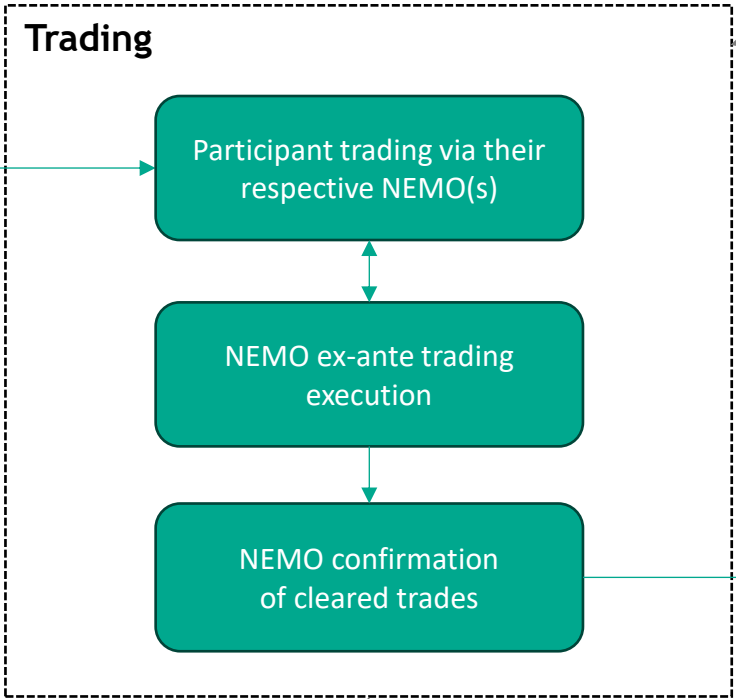 Trading
Participant trading via their
respective NEMO(s)
NEMO ex-ante trading
execution
NEMO confirmation
of cleared trades